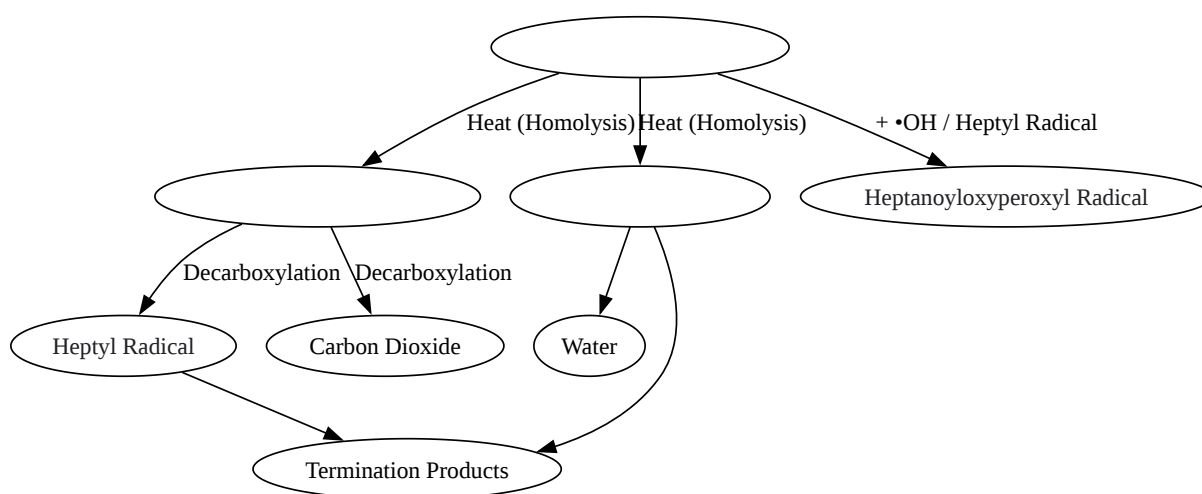 Heat (Homolysis)
Heat (Homolysis)
+ •OH / Heptyl Radical
Heptanoyloxyperoxyl Radical
Decarboxylation
Decarboxylation
Heptyl Radical
Carbon Dioxide
Water
Termination Products